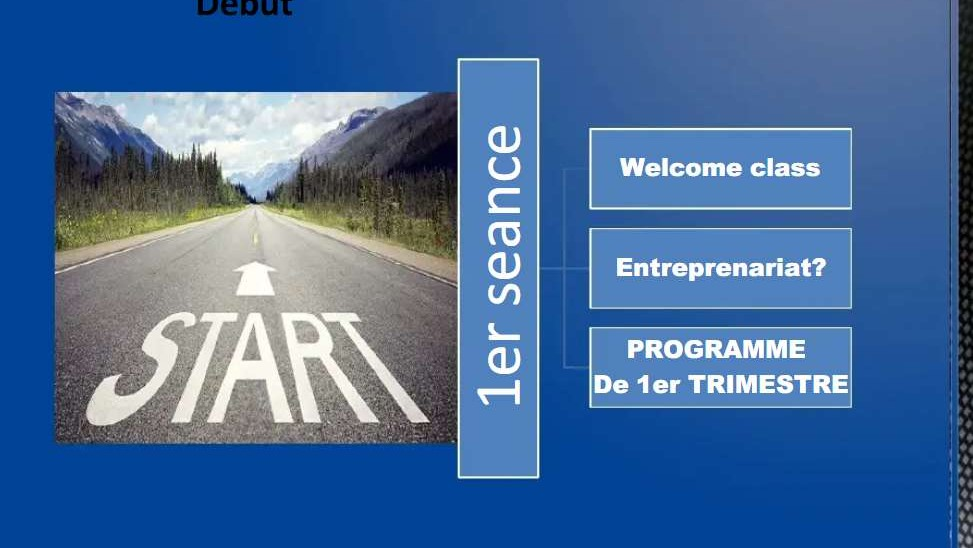 Debut
START
1er seance
Welcome class
Entreprenariat?
PROGRAMME
De 1er TRIMESTRE